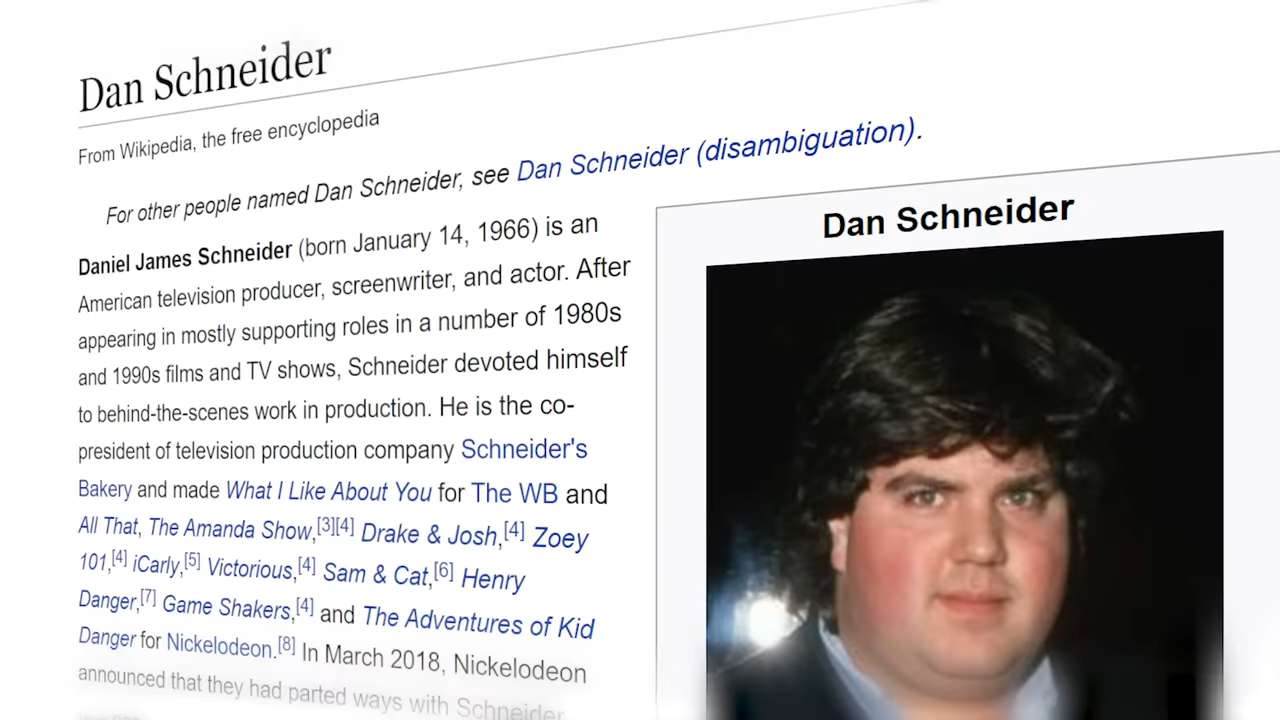 Dan Schneider
From Wikipedia, the free encyclopedia
For other people named Dan Schneider, see Dan Schneider (disambiguation).
Daniel James Schneider (born January 14, 1966) is an
American television producer, screenwriter, and actor. After
appearing in mostly supporting roles in a number of 1980s
and 1990s films and TV shows, Schneider devoted himself
to behind-the-scenes work in production. He is the co-
president of television production company Schneider's
Bakery and made What I Like About You for The WB and
All That, The Amanda Show,[3][4] Drake & Josh,[4] Zoey
101,[4] iCarly,[5] Victorious,[4] Sam & Cat,[6] Henry
Danger,[7] Game Shakers,[4] and The Adventures of Kid
Danger for Nickelodeon.[8] In March 2018, Nickelodeon
announced that they had parted ways with Schneider
Dan Schneider